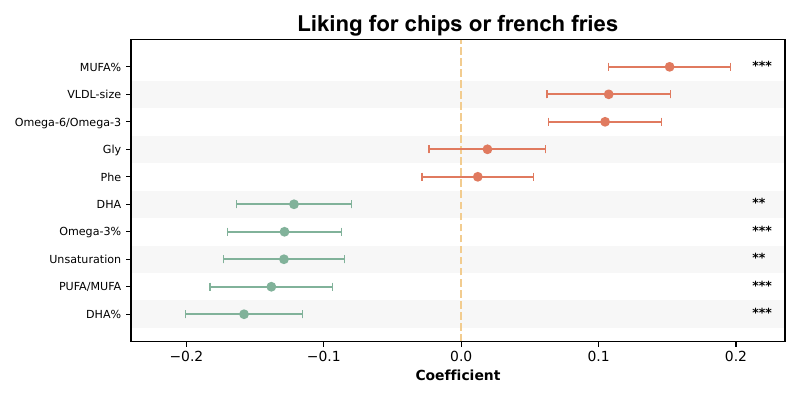 Liking for chips or french fries
MUFA% ***
VLDL-size
Omega-6/Omega-3
Gly
Phe
DHA **
Omega-3% ***
Unsaturation **
PUFA/MUFA ***
DHA% ***
−0.2 −0.1 0.0 0.1 0.2
Coefficient